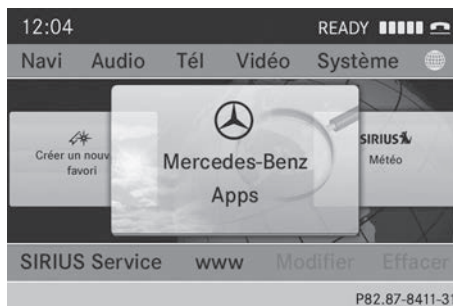 12:04 READY
Navi Audio Tél Vidéo Système
Créer un nouv
favori
Mercedes-Benz
Apps
SIRIUS
Météo
SIRIUS Service www Modifier Effacer
P82.87-8411-31